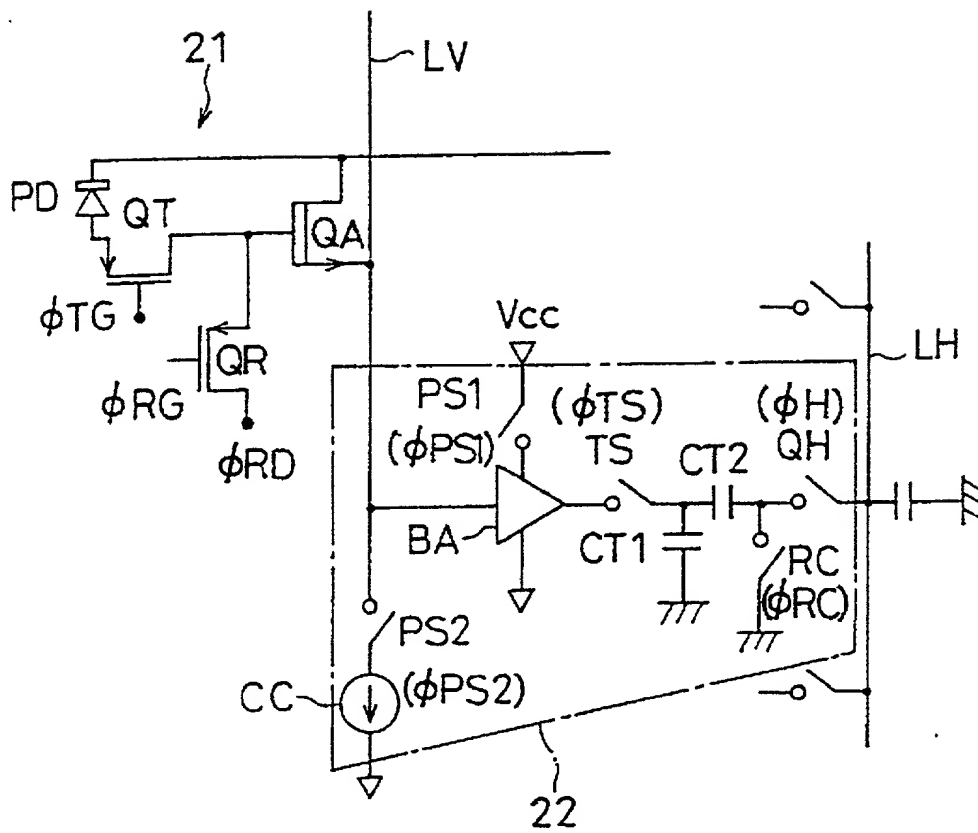 21
LV
PD
QT
QA
ϕTG
QR
ϕRG
ϕRD
Vcc
LH
PS1
(ϕPS1)
(ϕTS)
TS
(ϕH)
QH
CT2
BA
CT1
RC
(ϕRC)
PS2
CC
(ϕPS2)
22